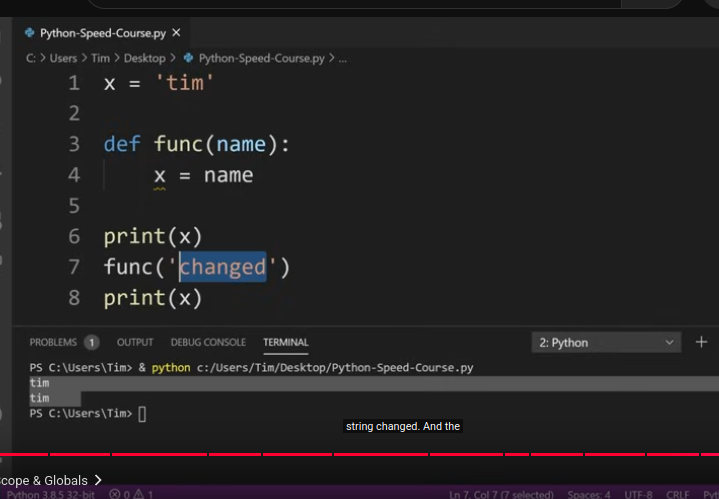 Python-Speed-Course.py ×
C: > Users > Tim > Desktop > Python-Speed-Course.py > ...
1 x = 'tim'
2
3 def func(name):
4 x = name
5
6 print(x)
7 func('changed')
8 print(x)
PROBLEMS 1 OUTPUT DEBUG CONSOLE TERMINAL 2: Python
PS C:\Users\Tim> & python c:/Users/Tim/Desktop/Python-Speed-Course.py
tim
tim
PS C:\Users\Tim>
string changed. And the
cope & Globals >
Python 3.8.5 32-bit 0 1 Ln 7, Col 7 (7 selected) Spaces: 4 UTF-8 CRLF Pyt